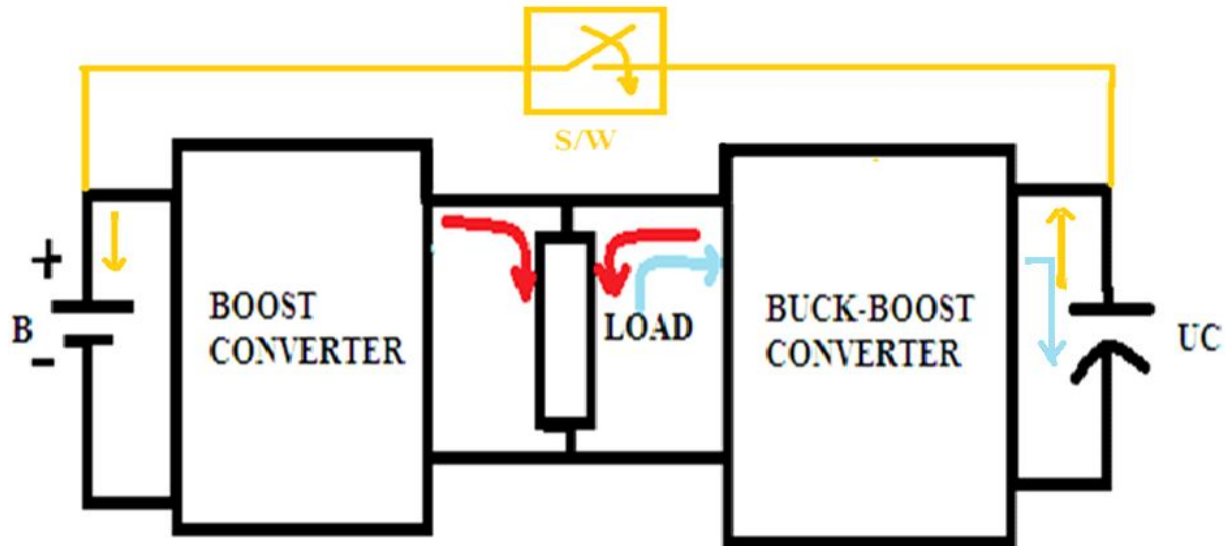 S/W
+
B
-
BOOST
CONVERTER
LOAD
BUCK-BOOST
CONVERTER
UC